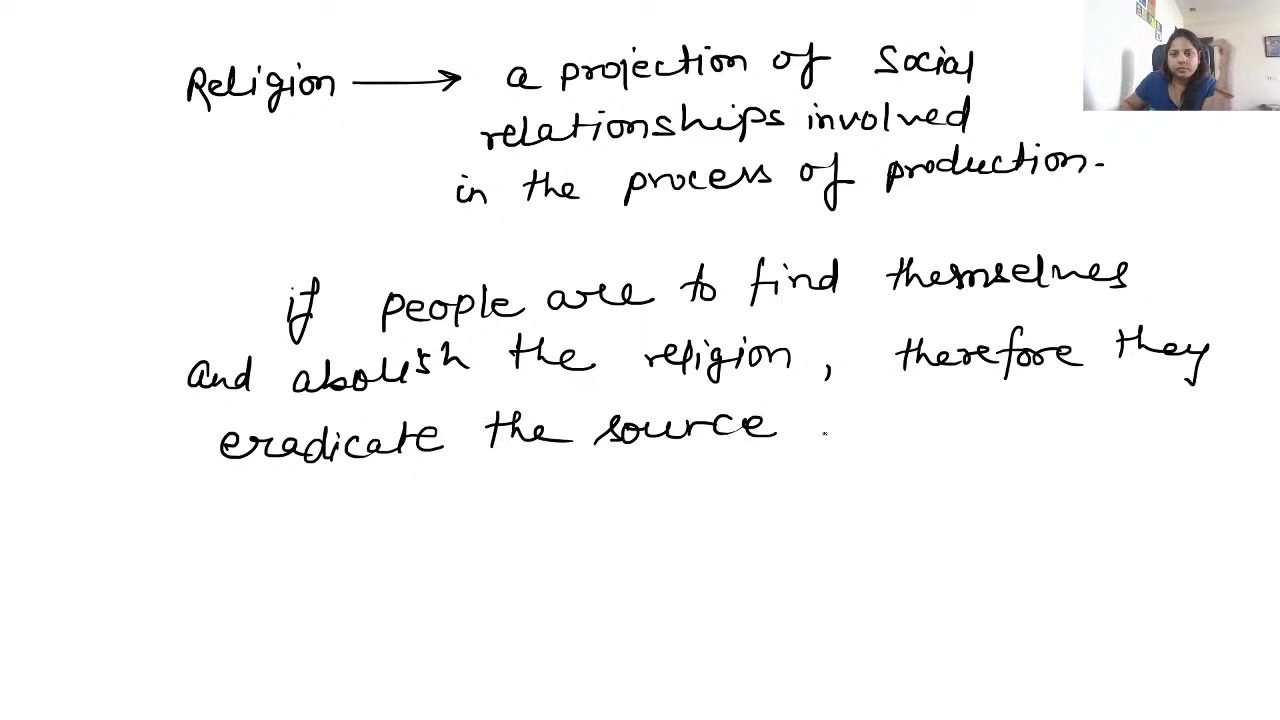 Religion ⟶ a projection of social
relationships involved
in the process of production.
if people are to find themselves
and abolish the religion, therefore they
eradicate the source